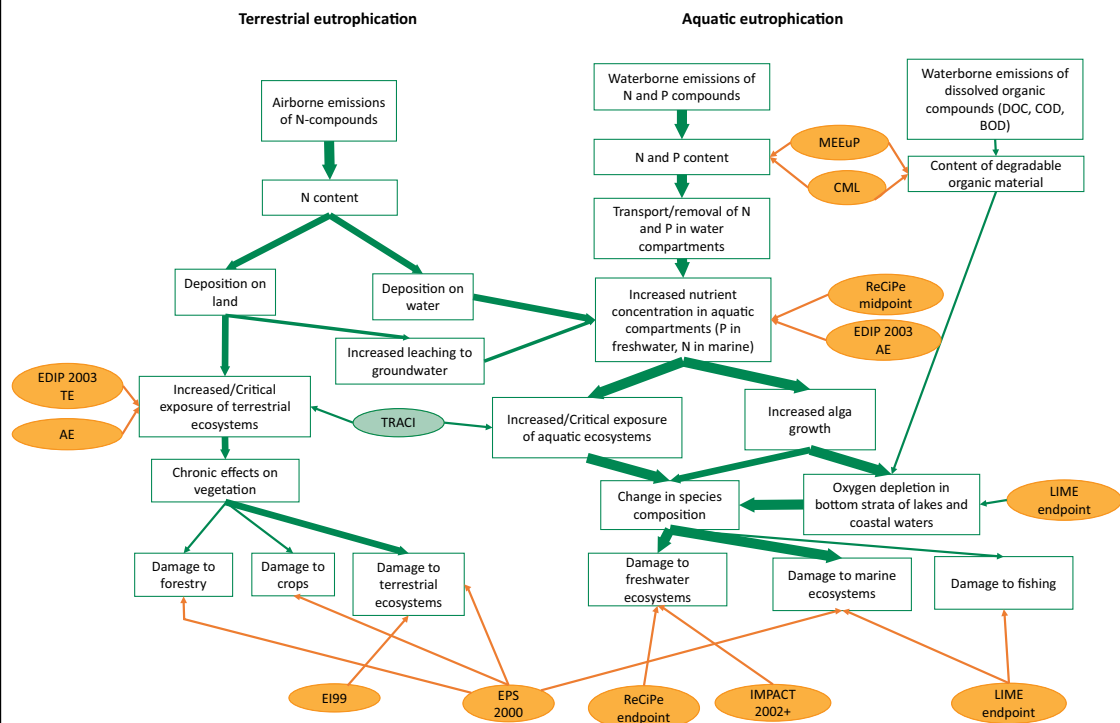 Terrestrial eutrophication
Aquatic eutrophication
Airborne emissions
of N-compounds
Waterborne emissions of
N and P compounds
Waterborne emissions of
dissolved organic
compounds (DOC, COD,
BOD)
MEEuP
N and P content
Content of degradable
organic material
CML
N content
Transport/removal of N
and P in water
compartments
Deposition on
land
Deposition on
water
Increased nutrient
concentration in aquatic
compartments (P in
freshwater, N in marine)
ReCiPe
midpoint
EDIP 2003
AE
Increased leaching to
groundwater
EDIP 2003
TE
AE
Increased/Critical
exposure of terrestrial
ecosystems
TRACI
Increased/Critical exposure
of aquatic ecosystems
Increased alga
growth
Chronic effects on
vegetation
Change in species
composition
Oxygen depletion in
bottom strata of lakes and
coastal waters
LIME
endpoint
Damage to
forestry
Damage to
crops
Damage to
terrestrial
ecosystems
Damage to
freshwater
ecosystems
Damage to marine
ecosystems
Damage to fishing
EI99
EPS
2000
ReCiPe
endpoint
IMPACT
2002+
LIME
endpoint